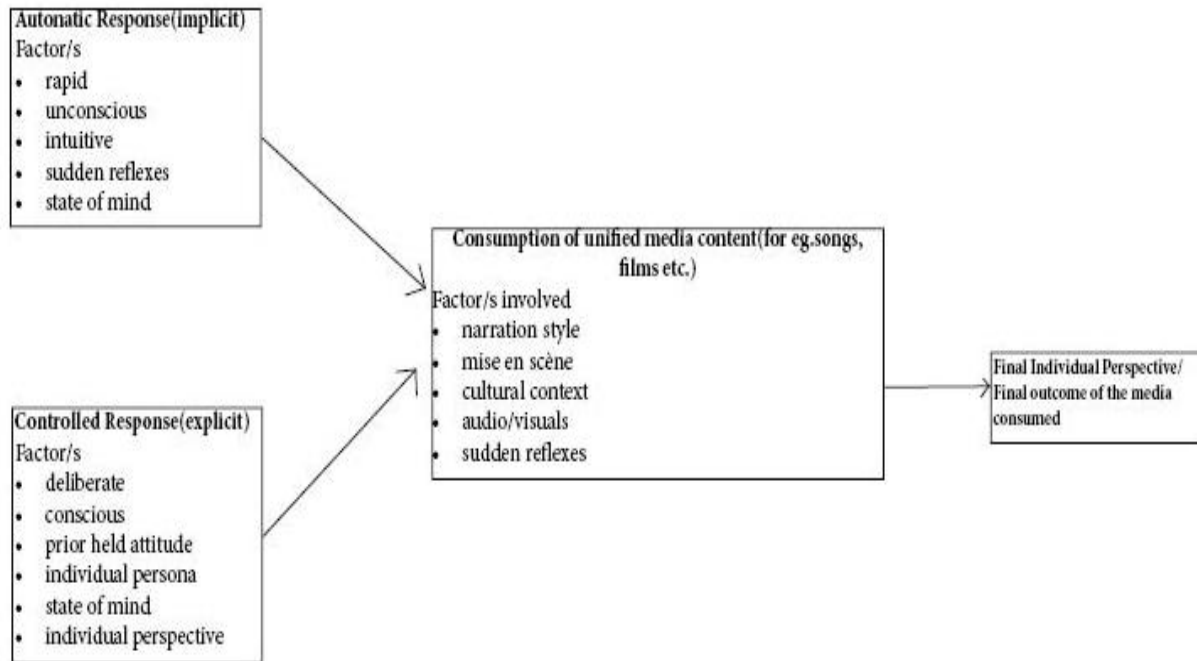 Autonatic Response(implicit)
Factor/s
• rapid
• unconscious
• intuitive
• sudden reflexes
• state of mind
Consumption of unified media content(for eg.songs,
films etc.)
Factor/s involved
• narration style
• mise en scène
• cultural context
• audio/visuals
• sudden reflexes
Final Individual Perspective/
Final outcome of the media
consumed
Controlled Response(explicit)
Factor/s
• deliberate
• conscious
• prior held attitude
• individual persona
• state of mind
• individual perspective